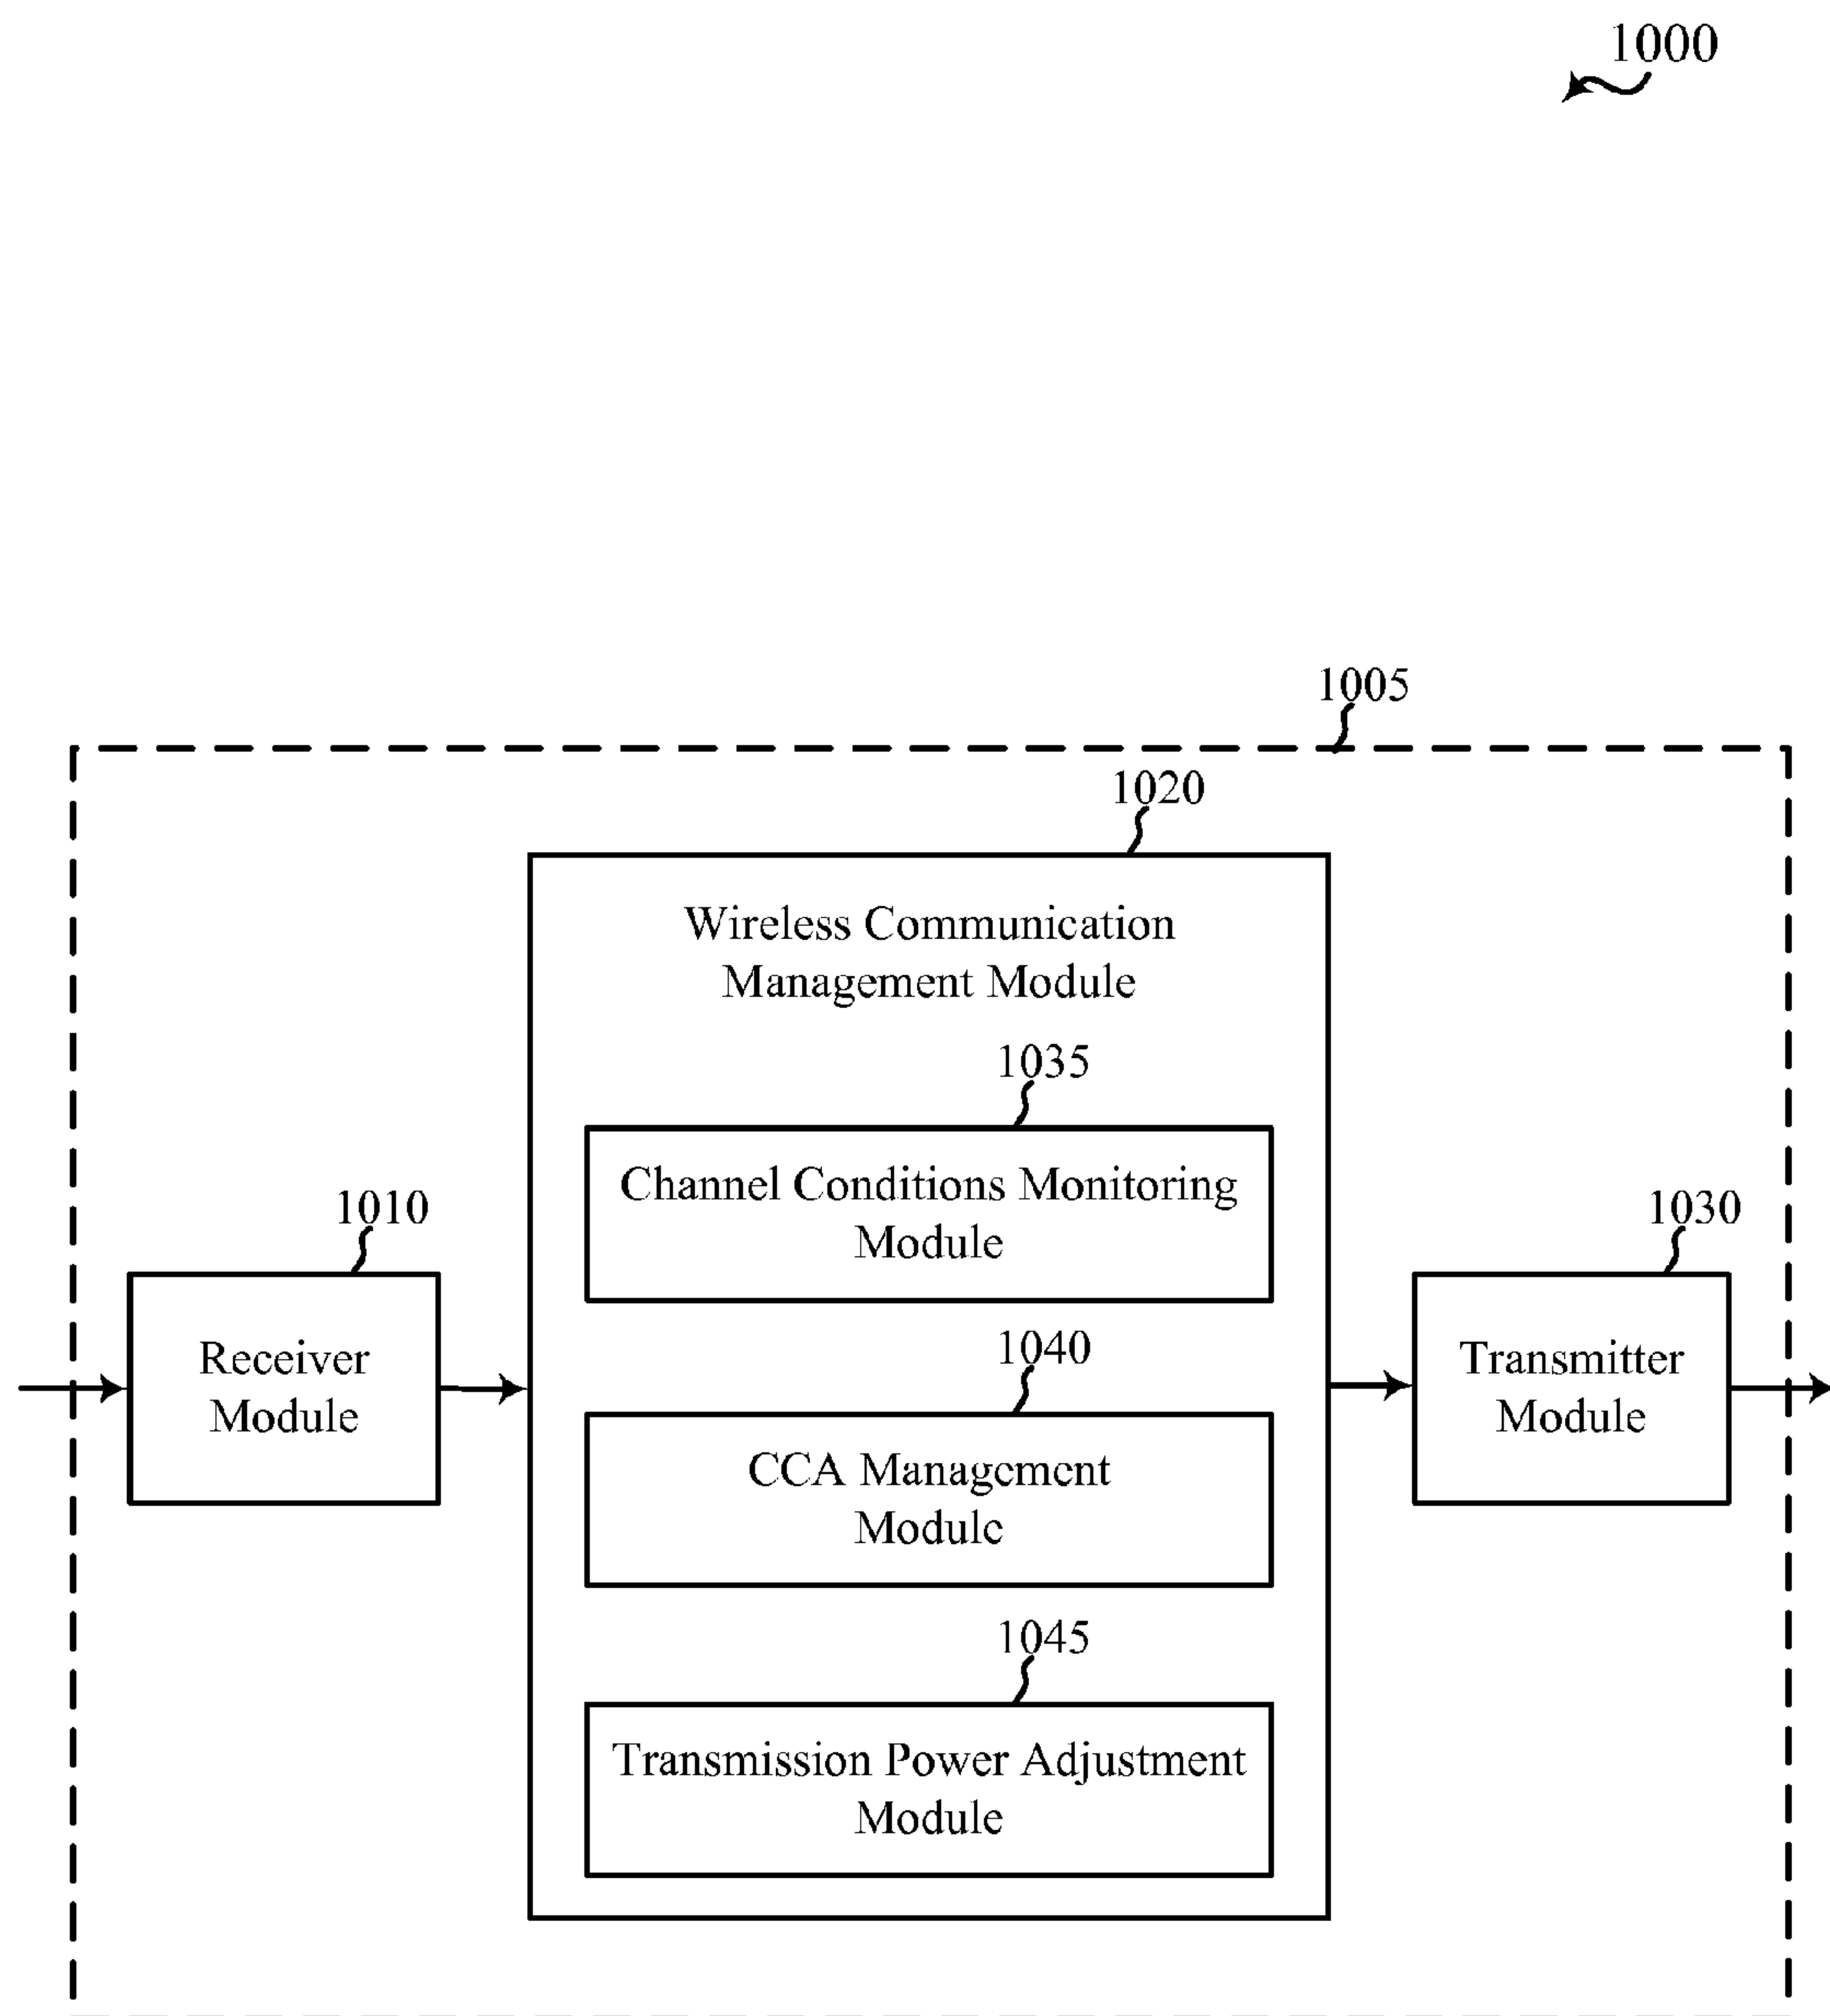 1000
1005
1020
Wireless Communication
Management Module
1035
Channel Conditions Monitoring
Module
1010
Receiver
Module
1040
CCA Management
Module
1030
Transmitter
Module
1045
Transmission Power Adjustment
Module